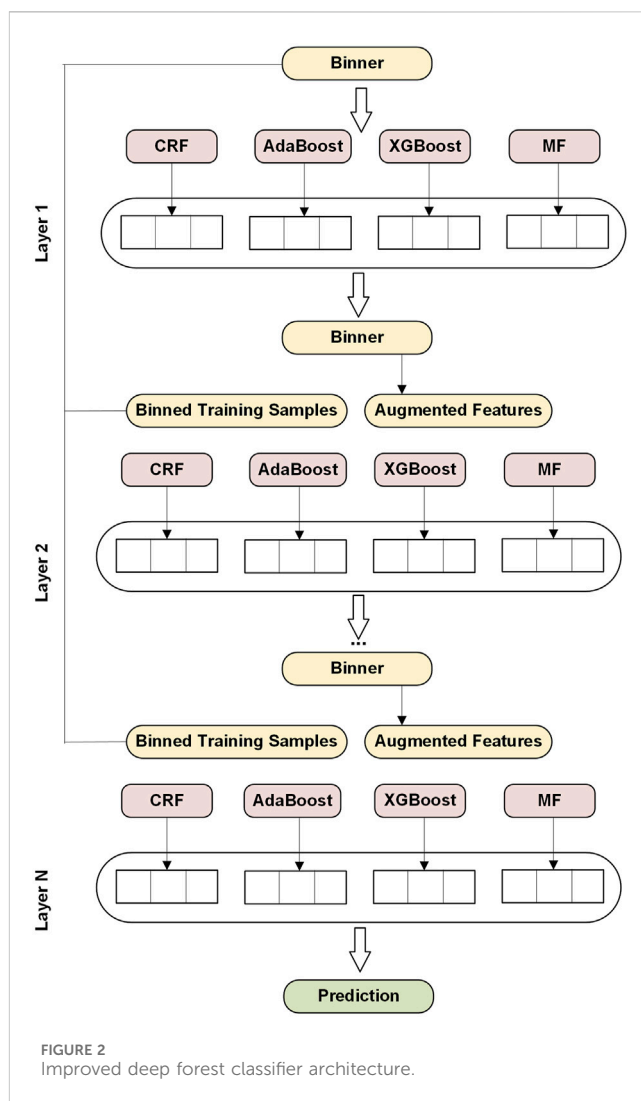 Binner
CRF AdaBoost XGBoost MF
Layer 1
Binner
Binned Training Samples Augmented Features
CRF AdaBoost XGBoost MF
Layer 2
...
Binner
Binned Training Samples Augmented Features
CRF AdaBoost XGBoost MF
Layer N
Prediction
FIGURE 2
Improved deep forest classifier architecture.